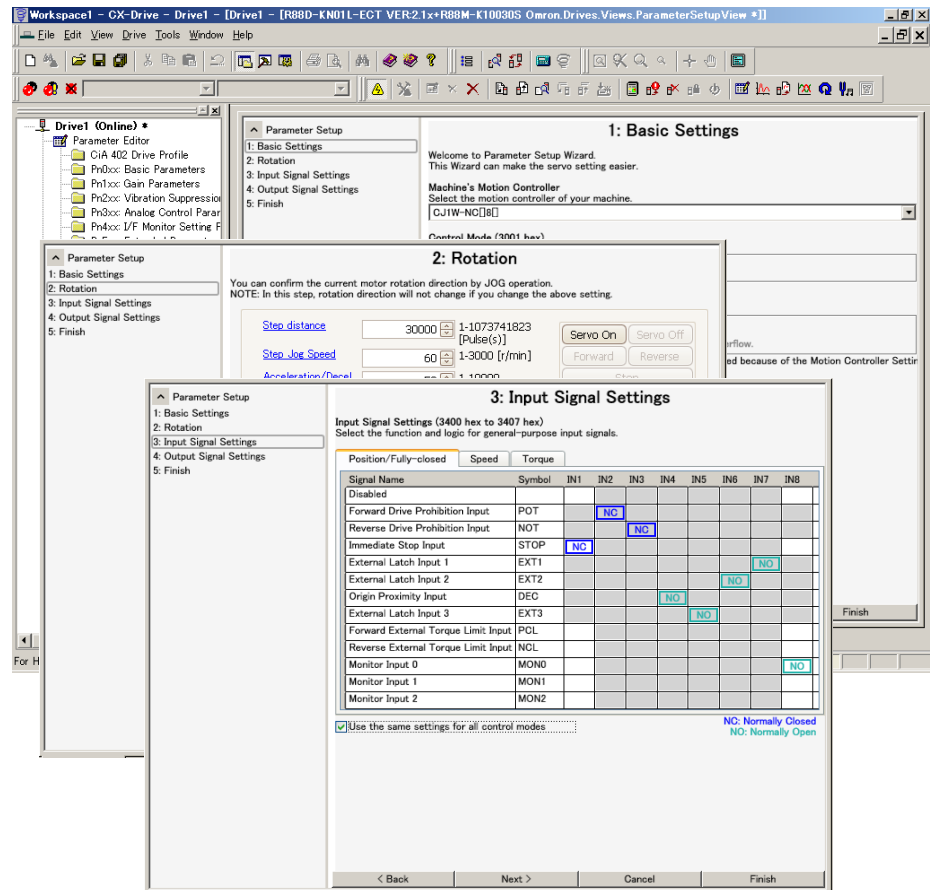 Workspace1 - CX-Drive - Drive1 - [Drive1 - [R88D-KN01L-ECT VER:2.1x+R88M-K10030S Omron.Drives.Views.ParameterSetupView *]]
File Edit View Drive Tools Window Help
Drive1 (Online) *
Parameter Editor
CiA 402 Drive Profile
Pn0xx: Basic Parameters
Pn1xx: Gain Parameters
Pn2xx: Vibration Suppression
Pn3xx: Analog Control Param
Pn4xx: I/F Monitor Setting P
Parameter Setup
1: Basic Settings
2: Rotation
3: Input Signal Settings
4: Output Signal Settings
5: Finish
1: Basic Settings
Welcome to Parameter Setup Wizard.
This Wizard can make the servo setting easier.
Machine's Motion Controller
Select the motion controller of your machine.
CJ1W-NC[]8[]
Control Mode (3001 hex)
rflow.
ed because of the Motion Controller Settin
Finish
For H
Parameter Setup
1: Basic Settings
2: Rotation
3: Input Signal Settings
4: Output Signal Settings
5: Finish
2: Rotation
You can confirm the current motor rotation direction by JOG operation.
NOTE: In this step, rotation direction will not change if you change the above setting.
Step distance 30000 1-1073741823 [Pulse(s)] Servo On Servo Off
Step Jog Speed 60 1-3000 [r/min] Forward Reverse
Acceleration/Decel 1-10000 Stop
Parameter Setup
1: Basic Settings
2: Rotation
3: Input Signal Settings
4: Output Signal Settings
5: Finish
3: Input Signal Settings
Input Signal Settings (3400 hex to 3407 hex)
Select the function and logic for general-purpose input signals.
Position/Fully-closed Speed Torque
Signal Name Symbol IN1 IN2 IN3 IN4 IN5 IN6 IN7 IN8
Disabled
Forward Drive Prohibition Input POT NC
Reverse Drive Prohibition Input NOT NC
Immediate Stop Input STOP NC
External Latch Input 1 EXT1 NO
External Latch Input 2 EXT2 NO
Origin Proximity Input DEC NO
External Latch Input 3 EXT3 NO
Forward External Torque Limit Input PCL
Reverse External Torque Limit Input NCL
Monitor Input 0 MON0 NO
Monitor Input 1 MON1
Monitor Input 2 MON2
Use the same settings for all control modes
NC: Normally Closed
NO: Normally Open
< Back Next > Cancel Finish